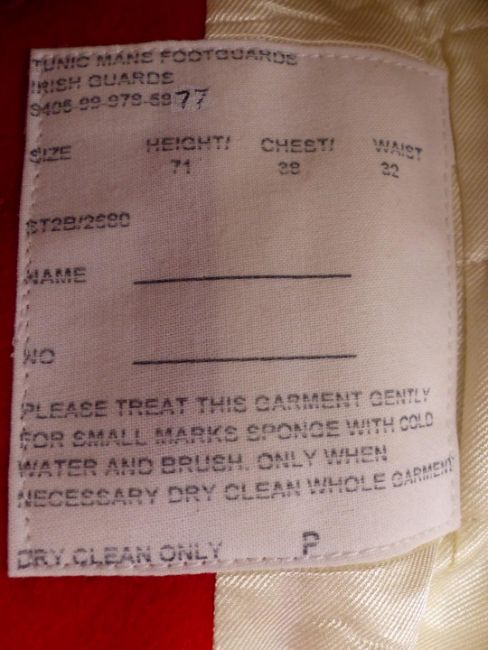 TUNIC MANS FOOTGUARDS
IRISH GUARDS
8405-99-978-5977
SIZE HEIGHT/ CHEST/ WAIST
71 38 32
ST2B/2680
NAME
NO
PLEASE TREAT THIS GARMENT GENTLY
FOR SMALL MARKS SPONGE WITH COLD
WATER AND BRUSH. ONLY WHEN
NECESSARY DRY CLEAN WHOLE GARMENT
DRY CLEAN ONLY P